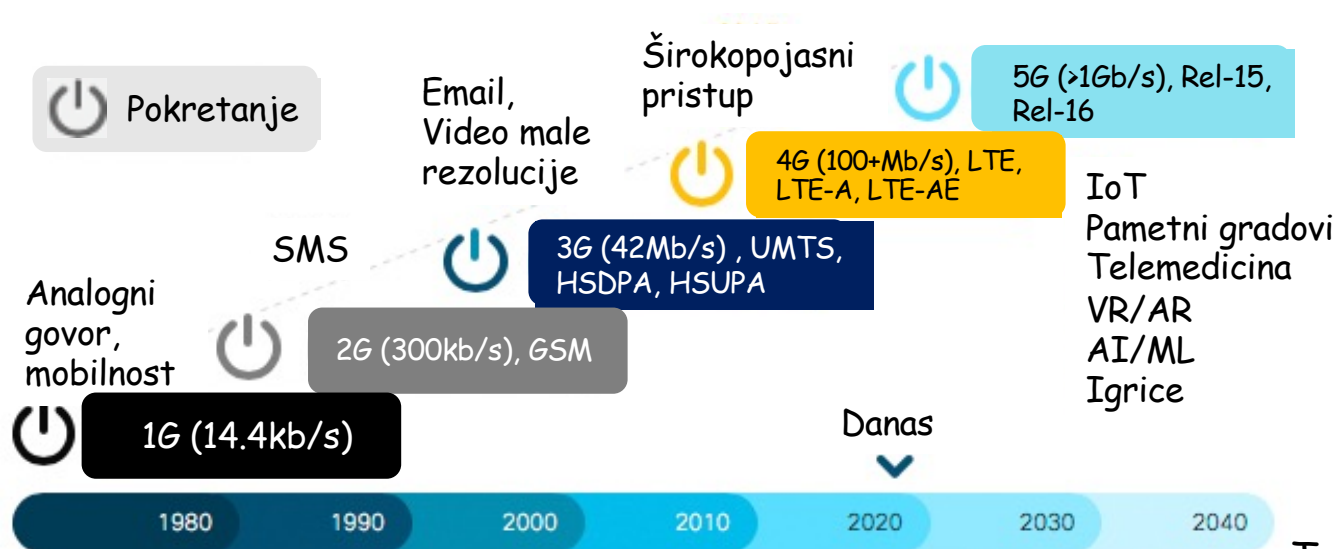 Pokretanje
Širokopojasni
pristup
5G (>1Gb/s), Rel-15,
Rel-16
Email,
Video male
rezolucije
4G (100+Mb/s), LTE,
LTE-A, LTE-AE
IoT
Pametni gradovi
Telemedicina
VR/AR
AI/ML
Igrice
SMS
3G (42Mb/s) , UMTS,
HSDPA, HSUPA
Analogni
govor,
mobilnost
2G (300kb/s), GSM
1G (14.4kb/s)
Danas
1980 1990 2000 2010 2020 2030 2040